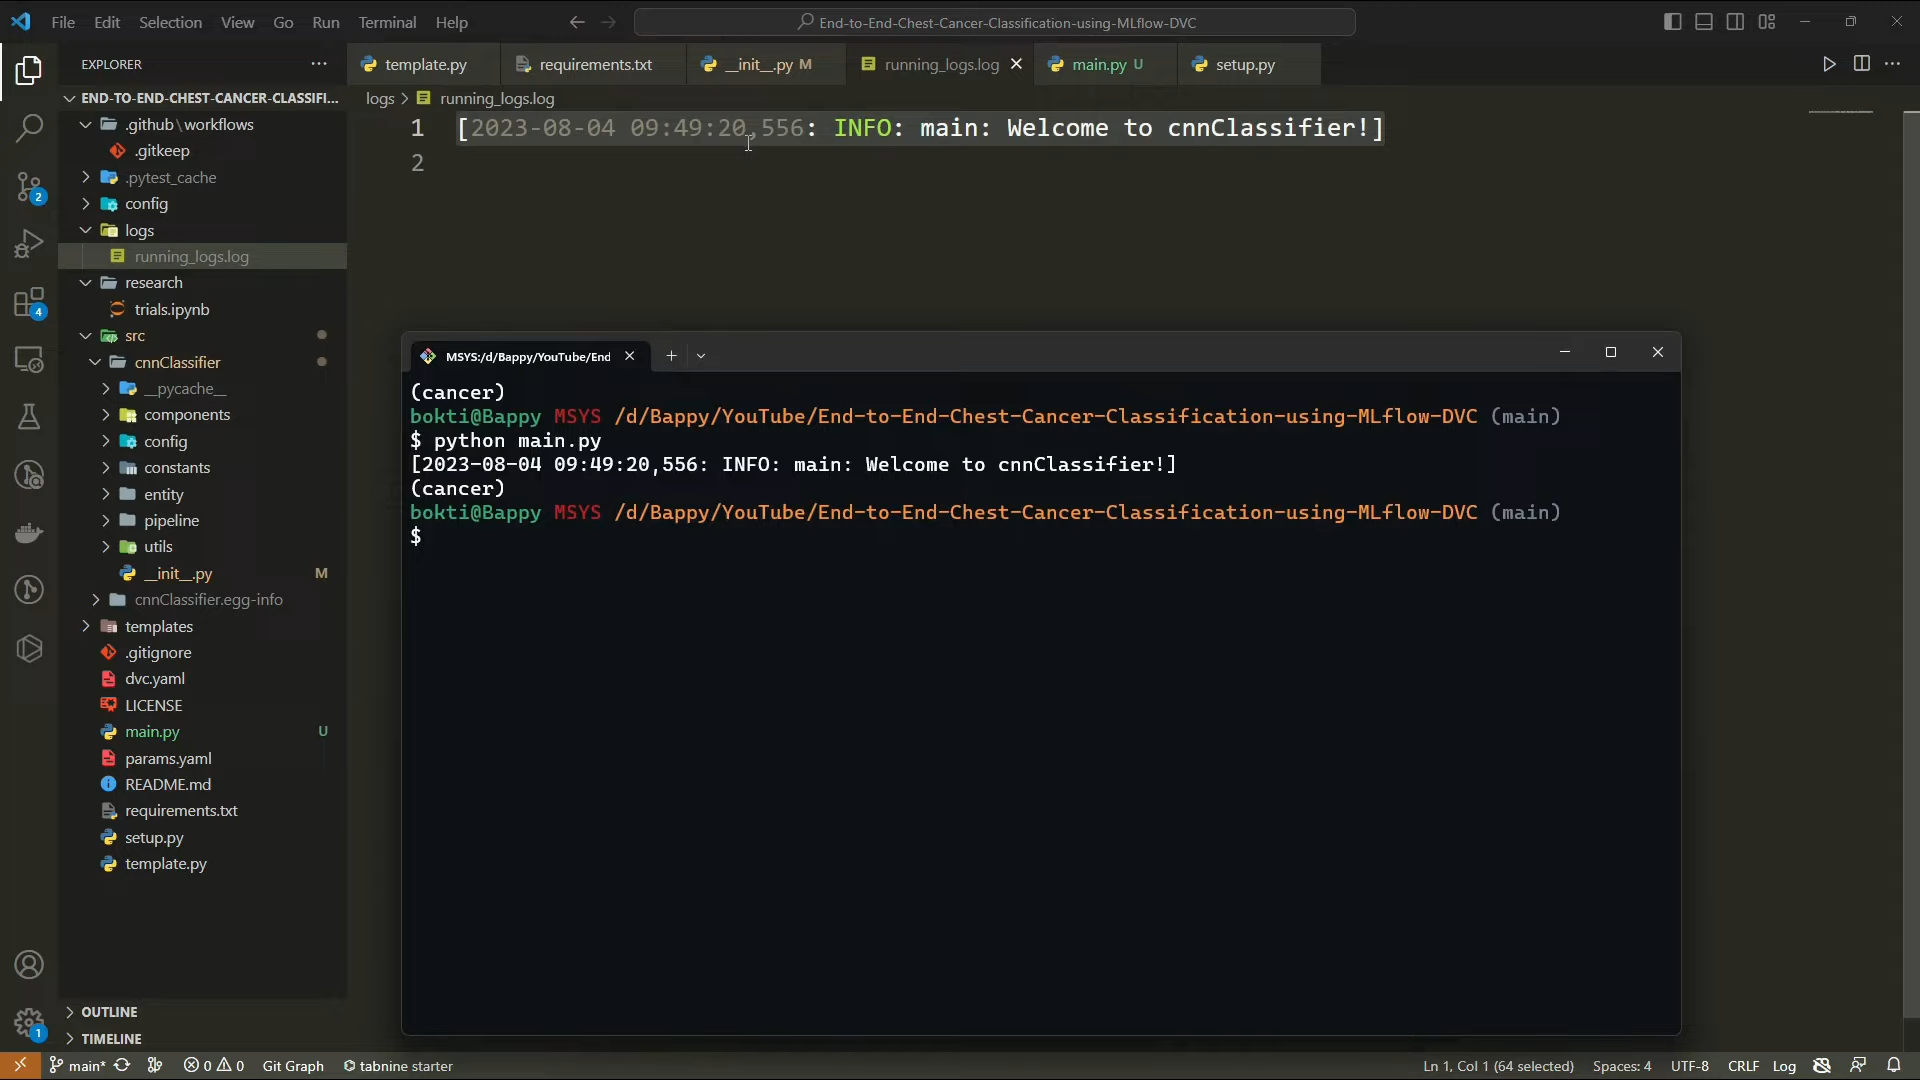 File Edit Selection View Go Run Terminal Help
End-to-End-Chest-Cancer-Classification-using-MLflow-DVC
EXPLORER
template.py
requirements.txt
__init__.py M
running_logs.log
main.py U
setup.py
END-TO-END-CHEST-CANCER-CLASSIFI...
logs > running_logs.log
1 [2023-08-04 09:49:20,556: INFO: main: Welcome to cnnClassifier!]
2
.github\workflows
.gitkeep
.pytest_cache
config
logs
running_logs.log
research
trials.ipynb
src
cnnClassifier
__pycache__
components
config
constants
entity
pipeline
utils
__init__.py M
cnnClassifier.egg-info
templates
.gitignore
dvc.yaml
LICENSE
main.py U
params.yaml
README.md
requirements.txt
setup.py
template.py
OUTLINE
TIMELINE
2
4
1
MSYS:/d/Bappy/YouTube/End
(cancer)
bokti@Bappy MSYS /d/Bappy/YouTube/End-to-End-Chest-Cancer-Classification-using-MLflow-DVC (main)
$ python main.py
[2023-08-04 09:49:20,556: INFO: main: Welcome to cnnClassifier!]
(cancer)
bokti@Bappy MSYS /d/Bappy/YouTube/End-to-End-Chest-Cancer-Classification-using-MLflow-DVC (main)
$
main* 0 0 Git Graph tabnine starter
Ln 1, Col 1 (64 selected) Spaces: 4 UTF-8 CRLF Log